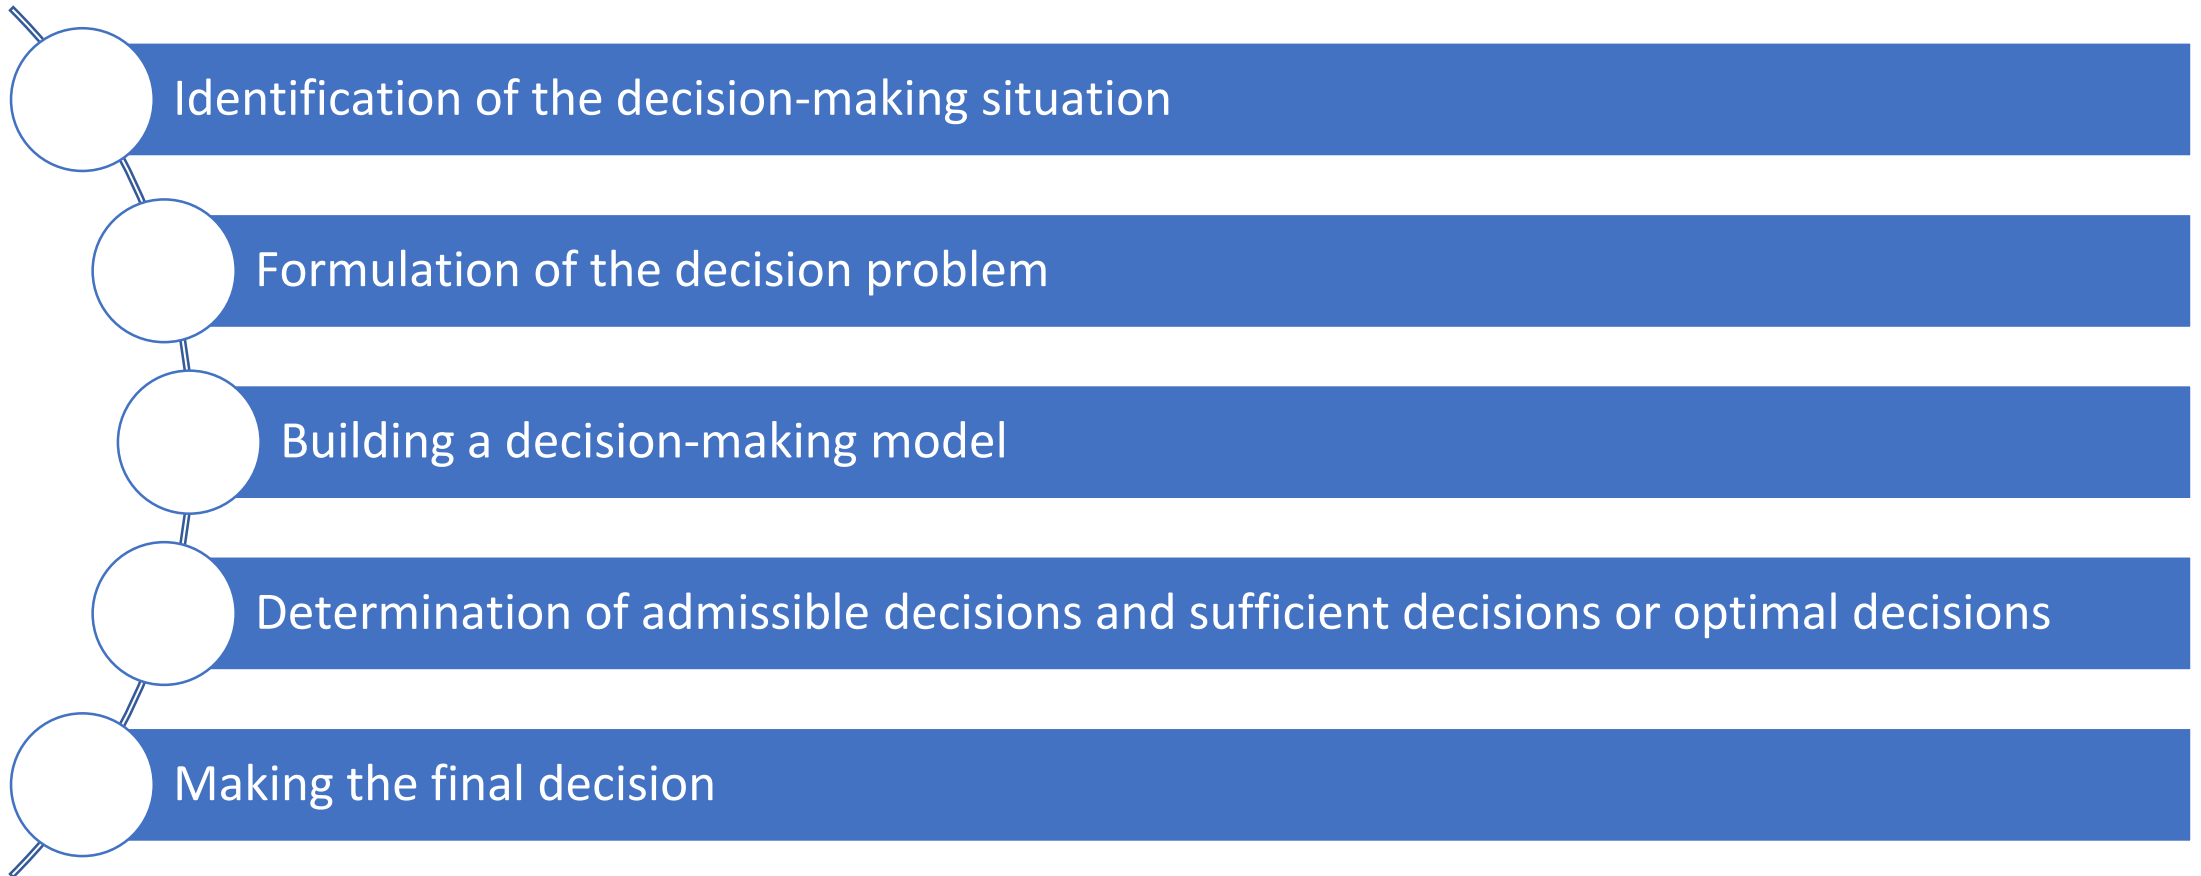 Identification of the decision-making situation
Formulation of the decision problem
Building a decision-making model
Determination of admissible decisions and sufficient decisions or optimal decisions
Making the final decision